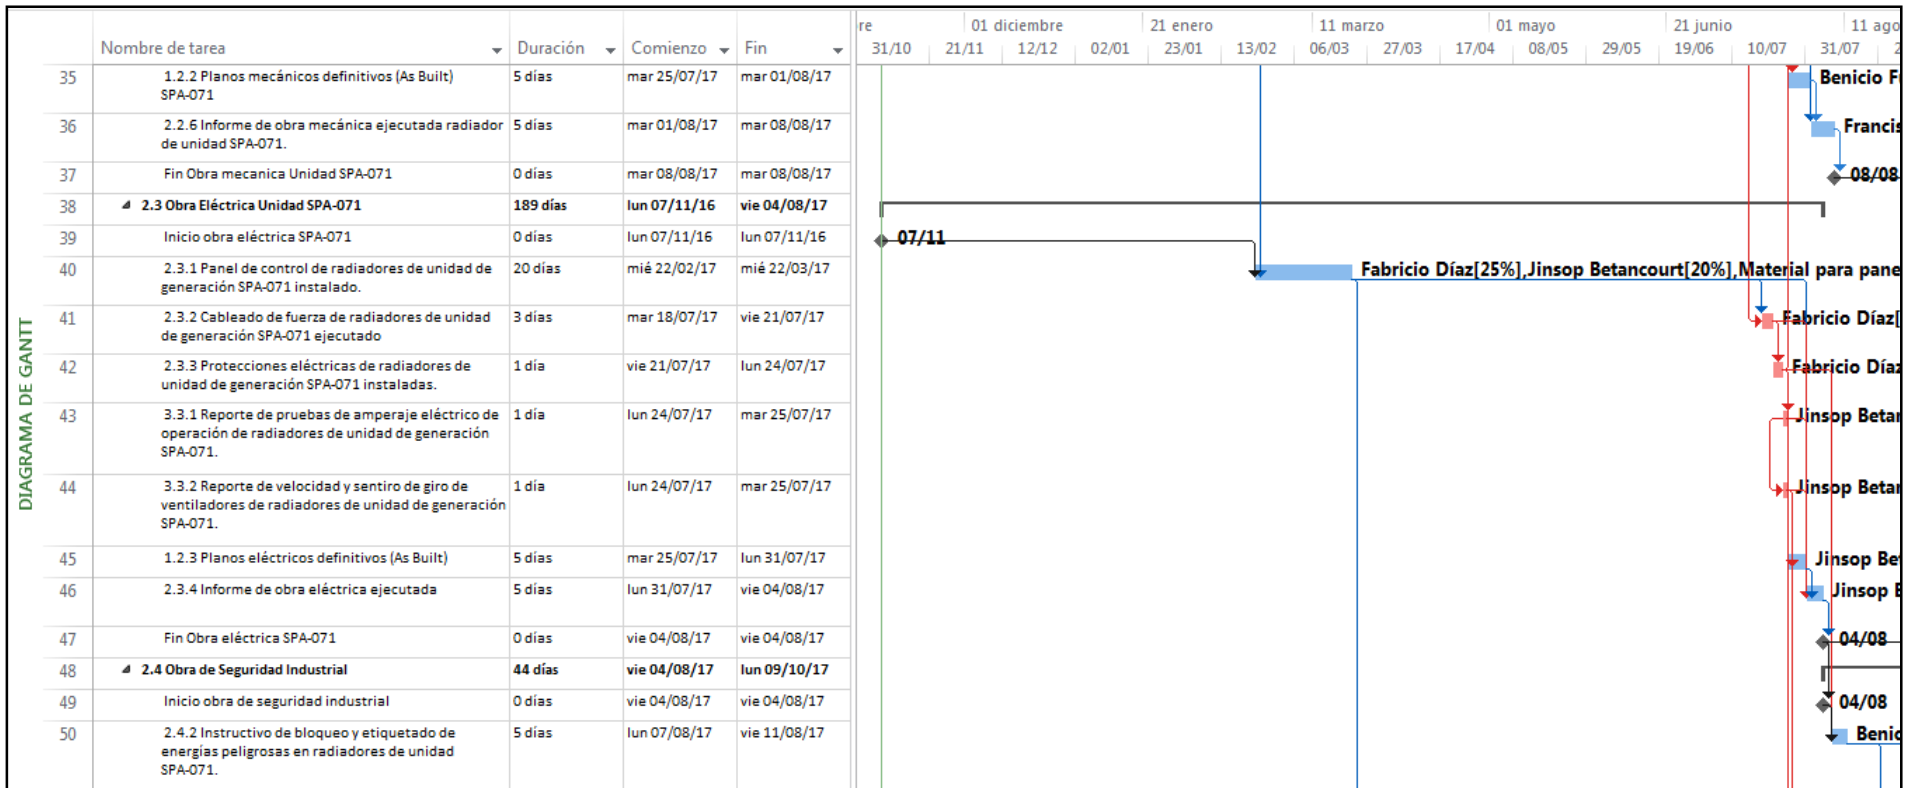 re 01 diciembre 21 enero 11 marzo 01 mayo 21 junio 11 ago
Nombre de tarea Duración Comienzo Fin 31/10 21/11 12/12 02/01 23/01 13/02 06/03 27/03 17/04 08/05 29/05 19/06 10/07 31/07 2
35 1.2.2 Planos mecánicos definitivos (As Built) 5 días mar 25/07/17 mar 01/08/17 Benicio F
SPA-071
36 2.2.6 Informe de obra mecánica ejecutada radiador 5 días mar 01/08/17 mar 08/08/17 Francis
de unidad SPA-071.
37 Fin Obra mecanica Unidad SPA-071 0 días mar 08/08/17 mar 08/08/17 08/08
38 2.3 Obra Eléctrica Unidad SPA-071 189 días lun 07/11/16 vie 04/08/17
39 Inicio obra eléctrica SPA-071 0 días lun 07/11/16 lun 07/11/16 07/11
40 2.3.1 Panel de control de radiadores de unidad de 20 días mié 22/02/17 mié 22/03/17 Fabricio Díaz[25%],Jinsop Betancourt[20%],Material para pane
generación SPA-071 instalado.
41 2.3.2 Cableado de fuerza de radiadores de unidad 3 días mar 18/07/17 vie 21/07/17 Fabricio Díaz[
de generación SPA-071 ejecutado
42 2.3.3 Protecciones eléctricas de radiadores de 1 día vie 21/07/17 lun 24/07/17 Fabricio Díaz
unidad de generación SPA-071 instaladas.
43 3.3.1 Reporte de pruebas de amperaje eléctrico de 1 día lun 24/07/17 mar 25/07/17 Jinsop Betar
operación de radiadores de unidad de generación
SPA-071.
44 3.3.2 Reporte de velocidad y sentiro de giro de 1 día lun 24/07/17 mar 25/07/17 Jinsop Betar
ventiladores de radiadores de unidad de generación
SPA-071.
45 1.2.3 Planos eléctricos definitivos (As Built) 5 días mar 25/07/17 lun 31/07/17 Jinsop Be
46 2.3.4 Informe de obra eléctrica ejecutada 5 días lun 31/07/17 vie 04/08/17 Jinsop B
47 Fin Obra eléctrica SPA-071 0 días vie 04/08/17 vie 04/08/17 04/08
48 2.4 Obra de Seguridad Industrial 44 días vie 04/08/17 lun 09/10/17
49 Inicio obra de seguridad industrial 0 días vie 04/08/17 vie 04/08/17 04/08
50 2.4.2 Instructivo de bloqueo y etiquetado de 5 días lun 07/08/17 vie 11/08/17 Benic
energías peligrosas en radiadores de unidad
SPA-071.
DIAGRAMA DE GANTT